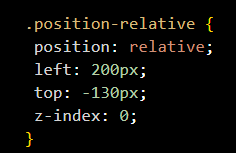 .position-relative {
position: relative;
left: 200px;
top: -130px;
z-index: 0;
}